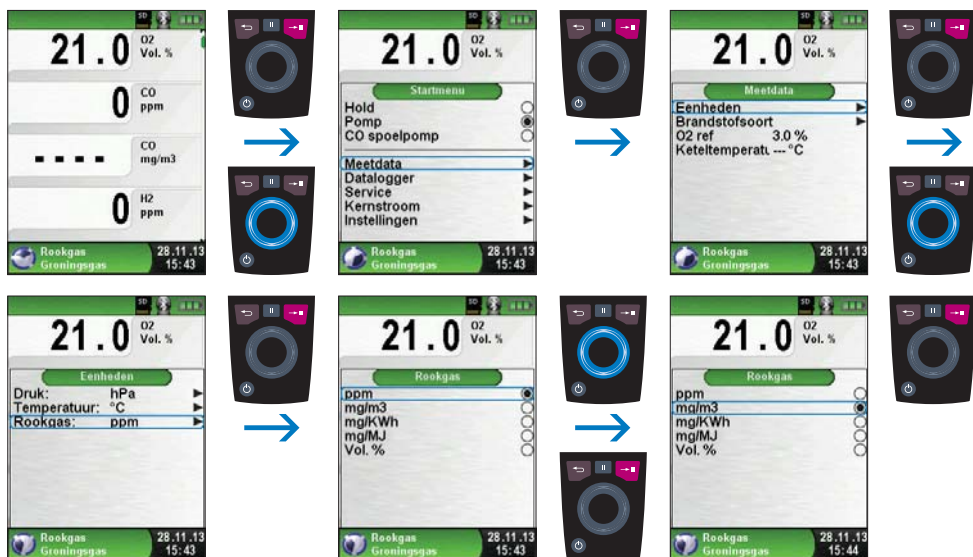 SD
21.0 O2 Vol. %
0 CO ppm
---- CO mg/m3
0 H2 ppm
Rookgas 28.11.13
Groningsgas 15:43
SD
21.0 O2 Vol. %
Startmenu
Hold
Pomp
CO spoelpomp
Meetdata
Datalogger
Service
Kernstroom
Instellingen
Rookgas 28.11.13
Groningsgas 15:43
SD
21.0 O2 Vol. %
Meetdata
Eenheden
Brandstofsoort
O2 ref 3.0 %
Keteltemperatu --- °C
Rookgas 28.11.13
Groningsgas 15:43
SD
21.0 O2 Vol. %
Eenheden
Druk: hPa
Temperatuur: °C
Rookgas: ppm
Rookgas 28.11.13
Groningsgas 15:43
SD
21.0 O2 Vol. %
Rookgas
ppm
mg/m3
mg/KWh
mg/MJ
Vol. %
Rookgas 28.11.13
Groningsgas 15:43
SD
21.0 O2 Vol. %
Rookgas
ppm
mg/m3
mg/KWh
mg/MJ
Vol. %
Rookgas 28.11.13
Groningsgas 15:44